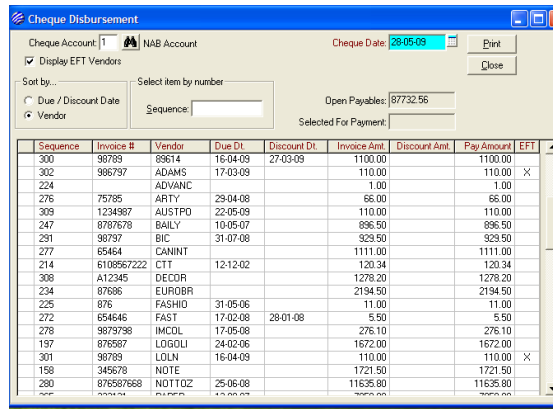 Cheque Disbursement
Cheque Account: 1 NAB Account Cheque Date: 28-05-09 Print
Display EFT Vendors Close
Sort by... Select item by number
Due / Discount Date Sequence: Open Payables: 87732.56
Vendor Selected For Payment:
Sequence Invoice # Vendor Due Dt. Discount Dt. Invoice Amt. Discount Amt. Pay Amount EFT
300 98789 89614 16-04-09 27-03-09 1100.00 1100.00
302 986797 ADAMS 17-03-09 110.00 110.00 X
224 ADVANC 1.00 1.00
276 75785 ARTY 29-04-08 66.00 66.00
309 1234987 AUSTPO 22-05-09 110.00 110.00
247 8787678 BAILY 10-05-07 896.50 896.50
291 98797 BIC 31-07-08 929.50 929.50
277 65464 CANINT 1111.00 1111.00
214 6108567222 CTT 12-12-02 120.34 120.34
308 A12345 DECOR 1278.20 1278.20
234 87686 EUROBR 2194.50 2194.50
225 876 FASHIO 31-05-06 11.00 11.00
272 654646 FAST 17-02-08 28-01-08 5.50 5.50
278 9879798 IMCOL 17-05-08 276.10 276.10
197 876587 LOGOLI 24-02-06 1672.00 1672.00
301 98789 LOLN 16-04-09 110.00 110.00 X
158 345678 NOTE 1721.50 1721.50
280 876587668 NOTTOZ 25-06-08 11635.80 11635.80